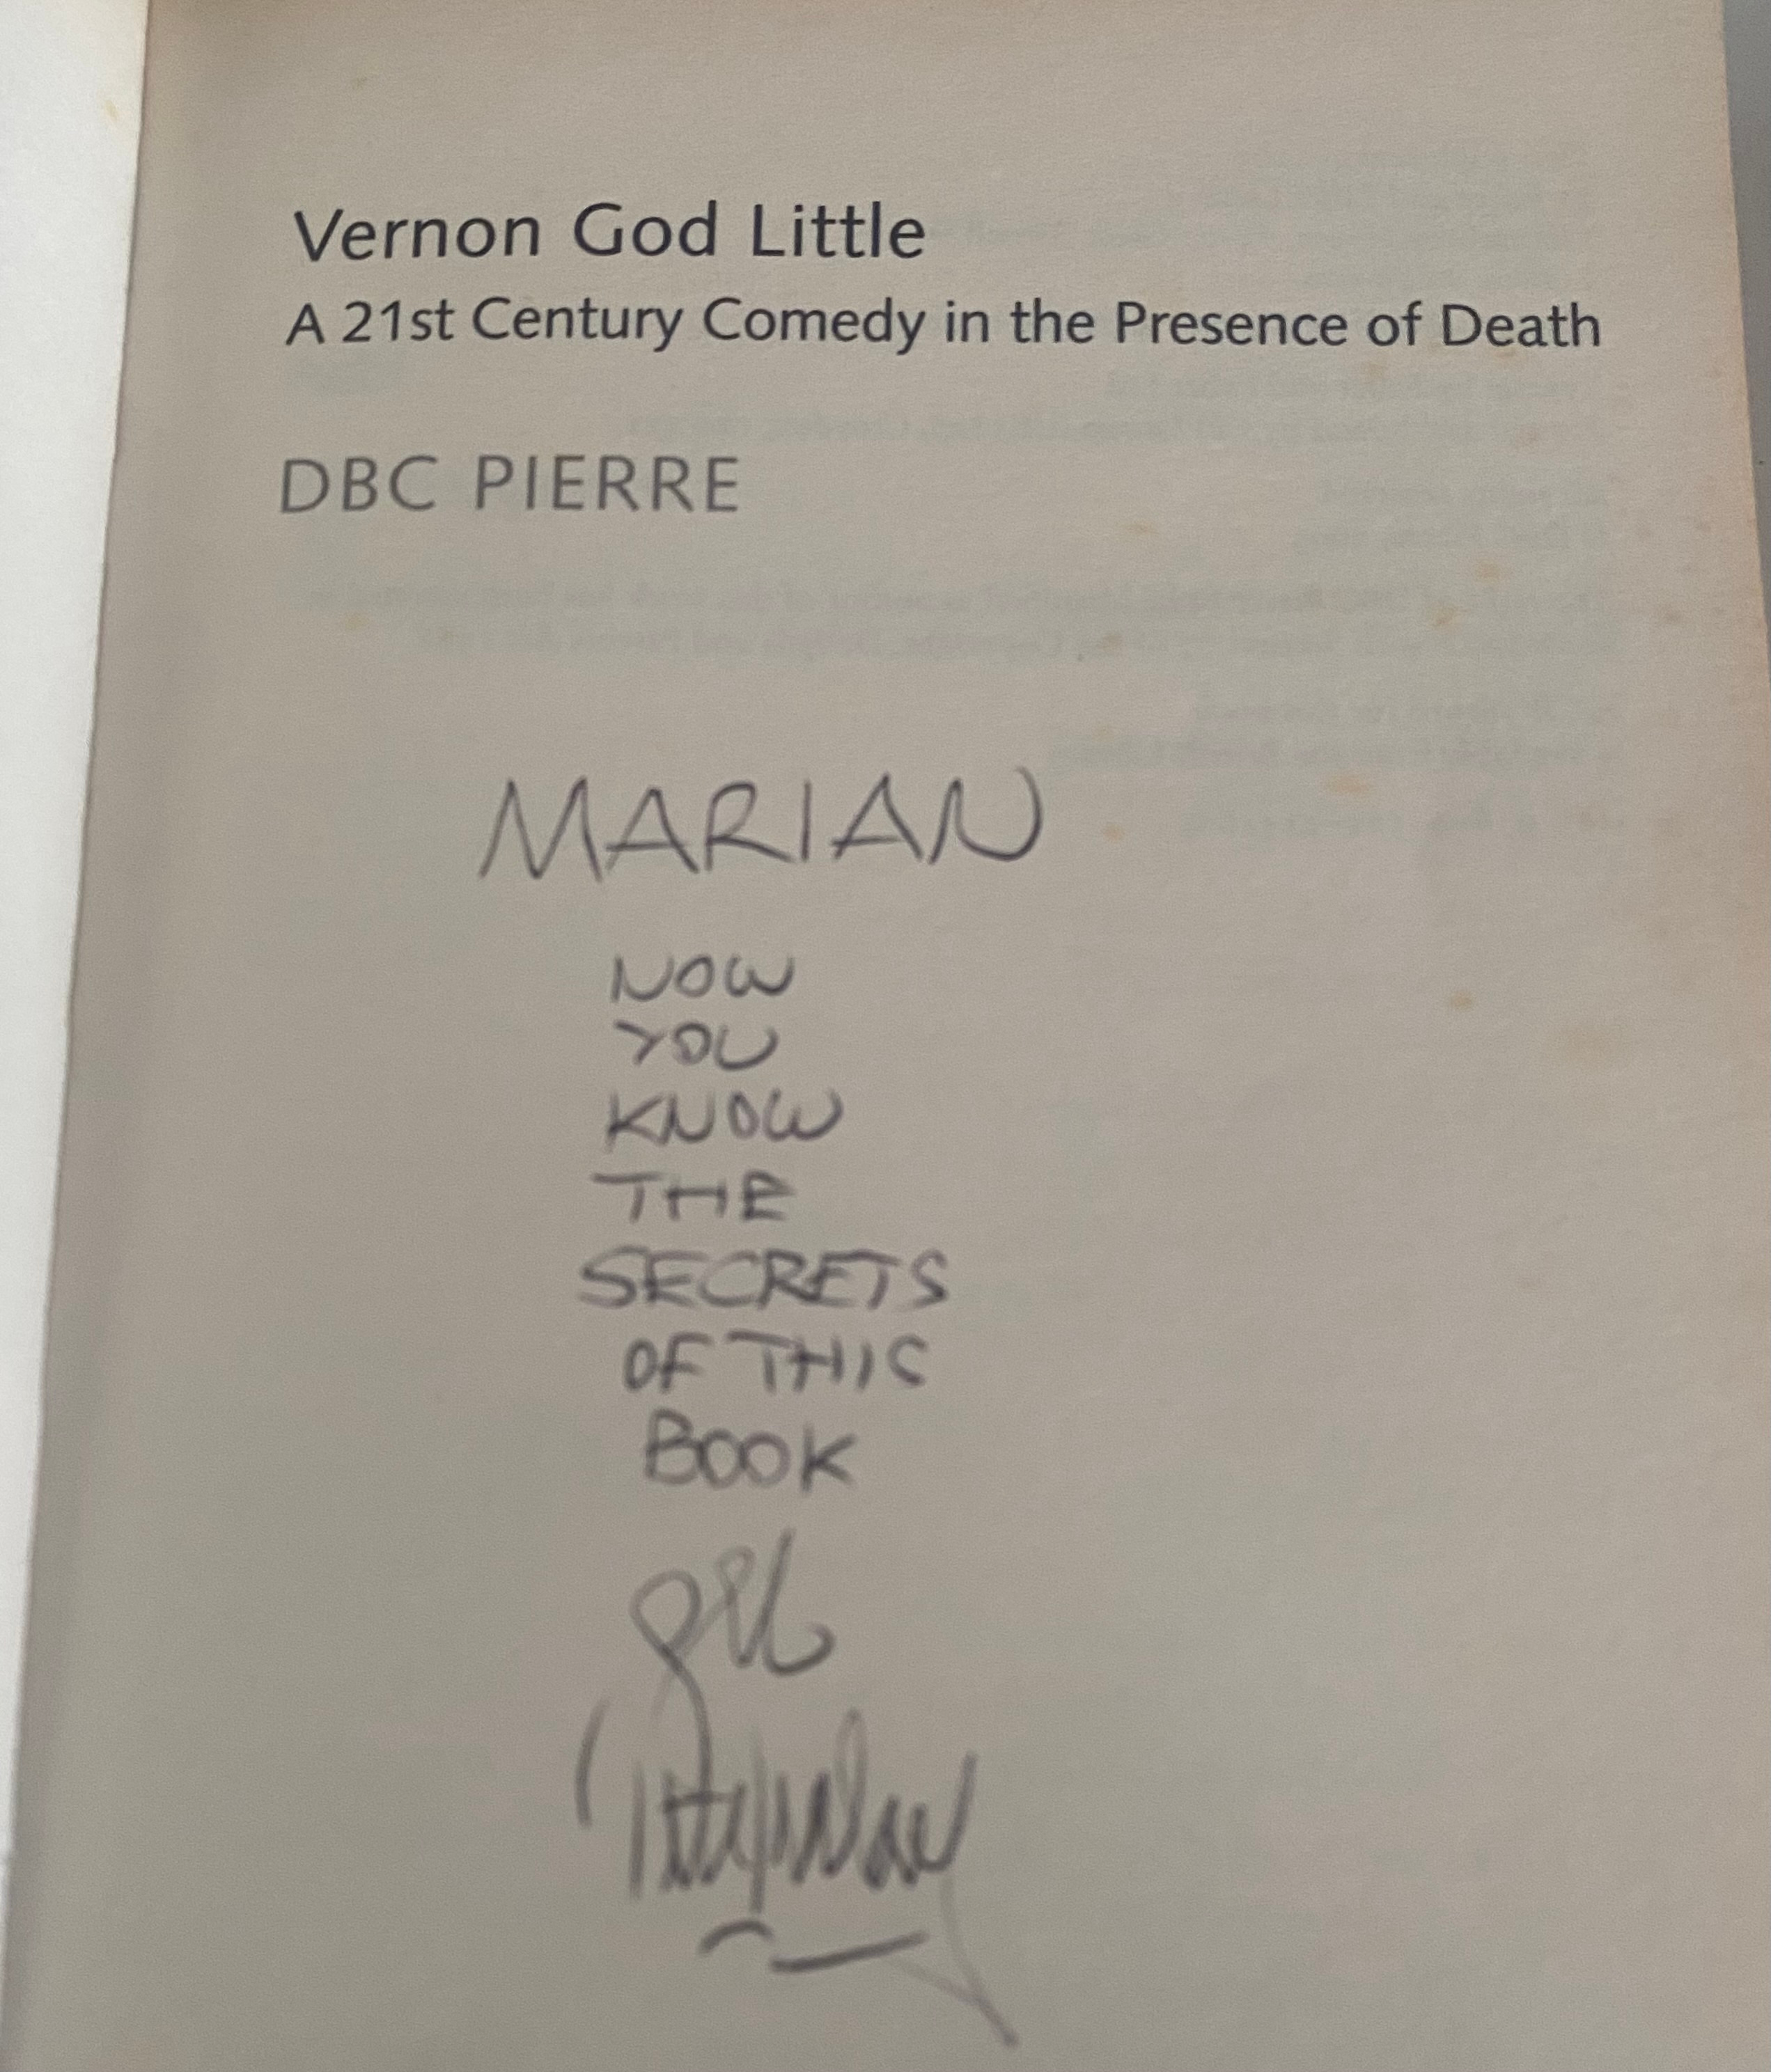 Vernon God Little
A 21st Century Comedy in the Presence of Death
DBC PIERRE
MARIAN
NOW
YOU
KNOW
THE
SECRETS
OF THIS
BOOK